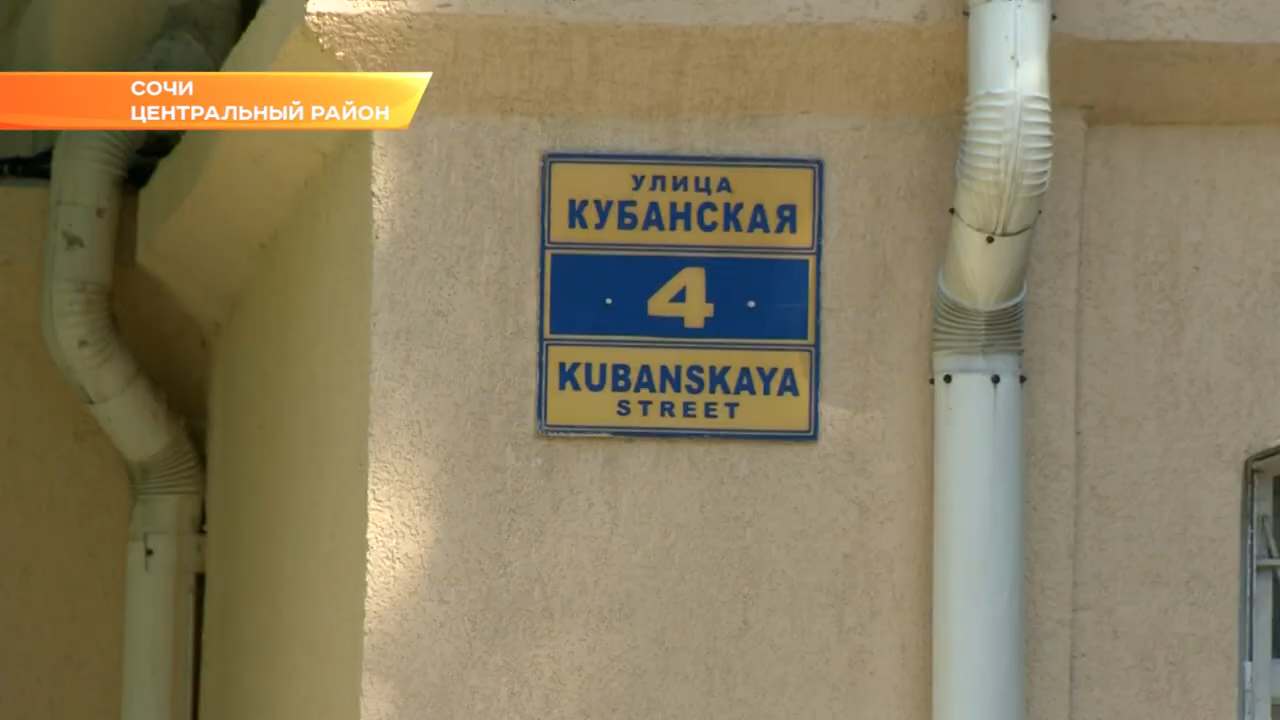 СОЧИ
ЦЕНТРАЛЬНЫЙ РАЙОН
УЛИЦА
КУБАНСКАЯ
4
KUBANSKAYA
STREET